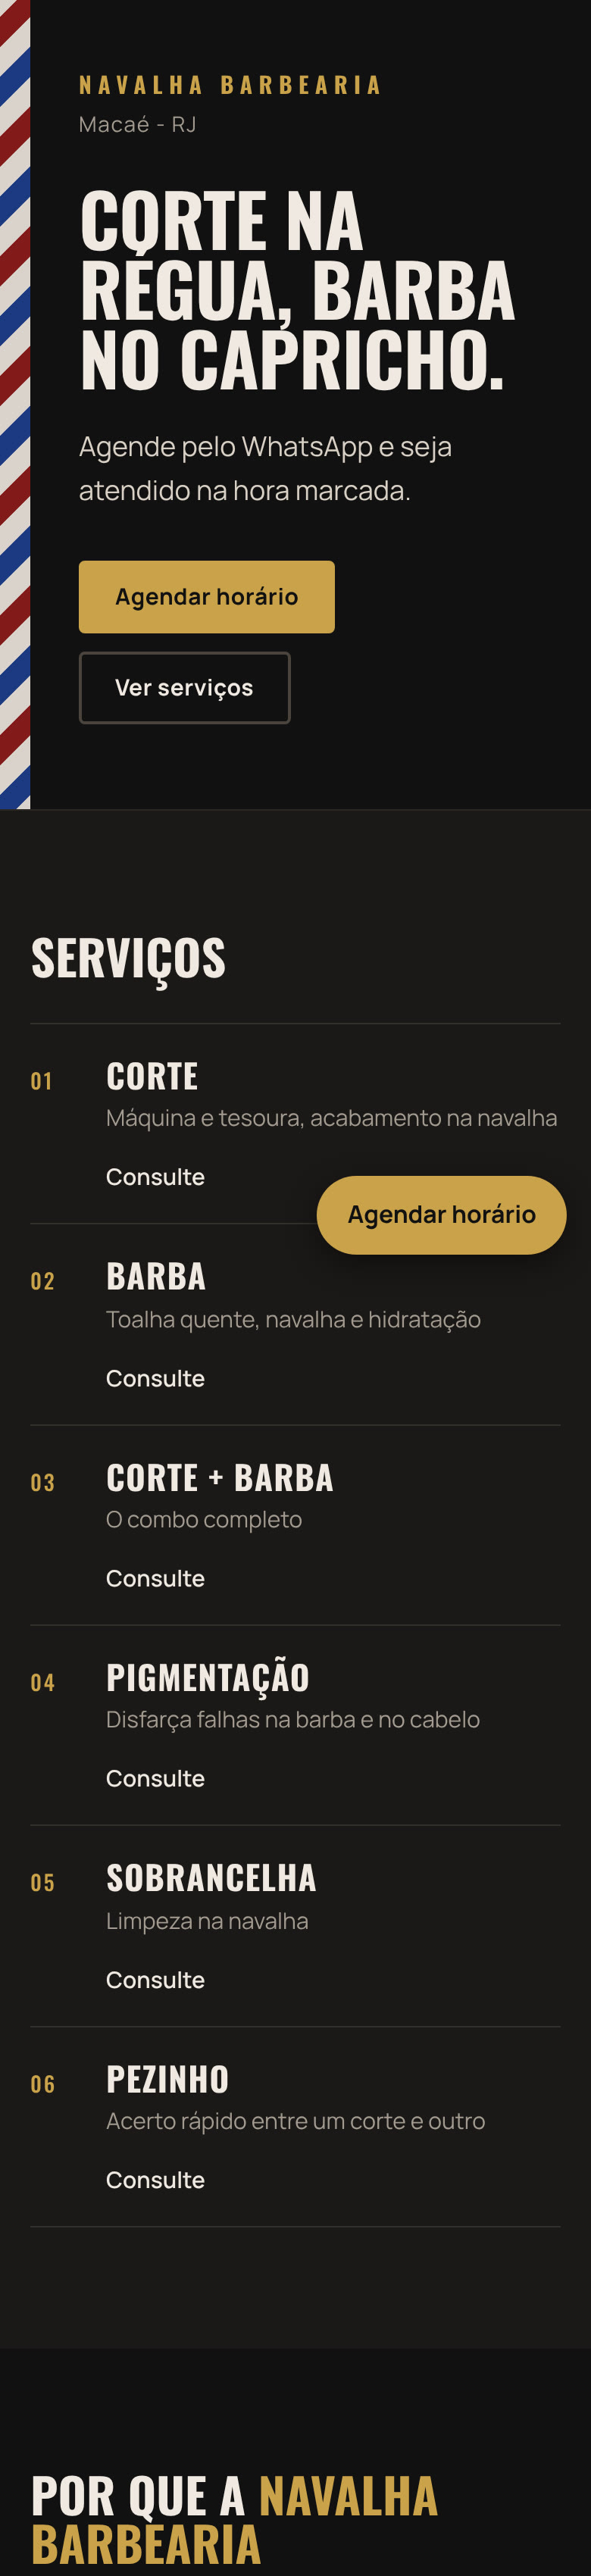 NAVALHA BARBEARIA
Macaé - RJ
CORTE NA
RÉGUA, BARBA
NO CAPRICHO.
Agende pelo WhatsApp e seja
atendido na hora marcada.
Agendar horário
Ver serviços
SERVIÇOS
01
CORTE
Máquina e tesoura, acabamento na navalha
Consulte
Agendar horário
02
BARBA
Toalha quente, navalha e hidratação
Consulte
03
CORTE + BARBA
O combo completo
Consulte
04
PIGMENTAÇÃO
Disfarça falhas na barba e no cabelo
Consulte
05
SOBRANCELHA
Limpeza na navalha
Consulte
06
PEZINHO
Acerto rápido entre um corte e outro
Consulte
POR QUE A NAVALHA
BARBEARIA